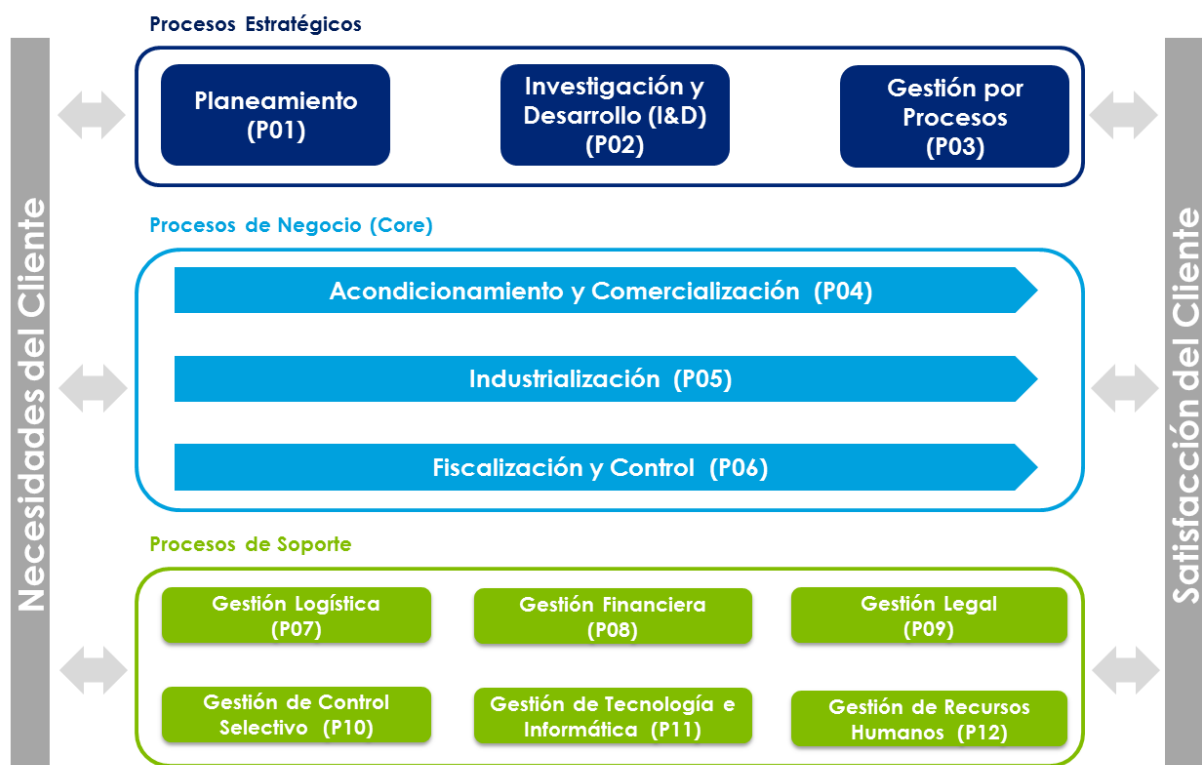 Procesos Estratégicos
Planeamiento
(P01)
Investigación y
Desarrollo (I&D)
(P02)
Gestión por
Procesos
(P03)
Necesidades del Cliente
Satisfacción del Cliente
Procesos de Negocio (Core)
Acondicionamiento y Comercialización (P04)
Industrialización (P05)
Fiscalización y Control (P06)
Procesos de Soporte
Gestión Logística
(P07)
Gestión Financiera
(P08)
Gestión Legal
(P09)
Gestión de Control
Selectivo (P10)
Gestión de Tecnología e
Informática (P11)
Gestión de Recursos
Humanos (P12)